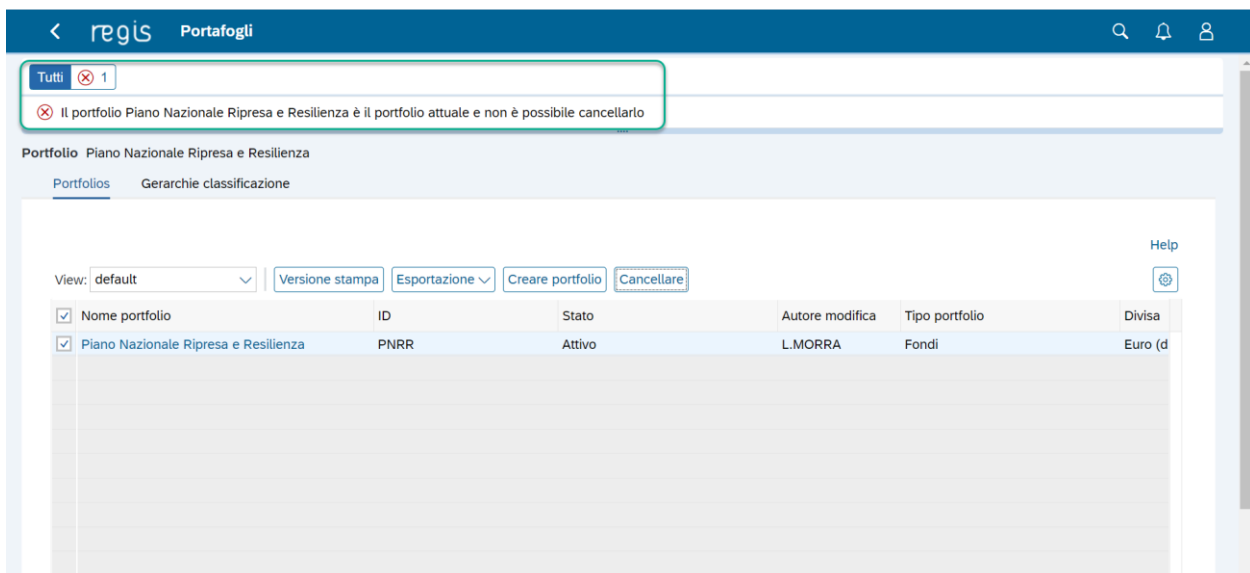 regis Portafogli
Tutti 1
Il portfolio Piano Nazionale Ripresa e Resilienza è il portfolio attuale e non è possibile cancellarlo
Portfolio Piano Nazionale Ripresa e Resilienza
Portfolios Gerarchie classificazione
Help
View: default Versione stampa Esportazione Creare portfolio Cancellare
Nome portfolio ID Stato Autore modifica Tipo portfolio Divisa
Piano Nazionale Ripresa e Resilienza PNRR Attivo L.MORRA Fondi Euro (d